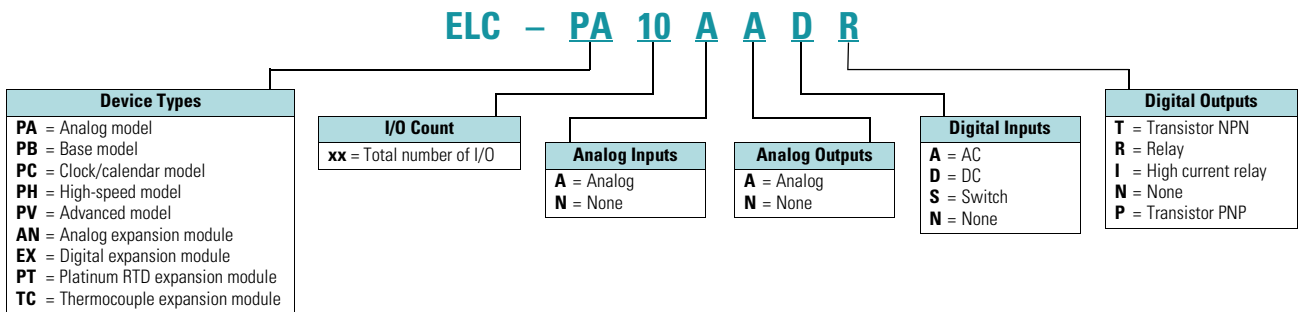 ELC – PA 10 A A D R
Device Types
PA = Analog model
PB = Base model
PC = Clock/calendar model
PH = High-speed model
PV = Advanced model
AN = Analog expansion module
EX = Digital expansion module
PT = Platinum RTD expansion module
TC = Thermocouple expansion module
I/O Count
xx = Total number of I/O
Analog Inputs
A = Analog
N = None
Analog Outputs
A = Analog
N = None
Digital Inputs
A = AC
D = DC
S = Switch
N = None
Digital Outputs
T = Transistor NPN
R = Relay
I = High current relay
N = None
P = Transistor PNP